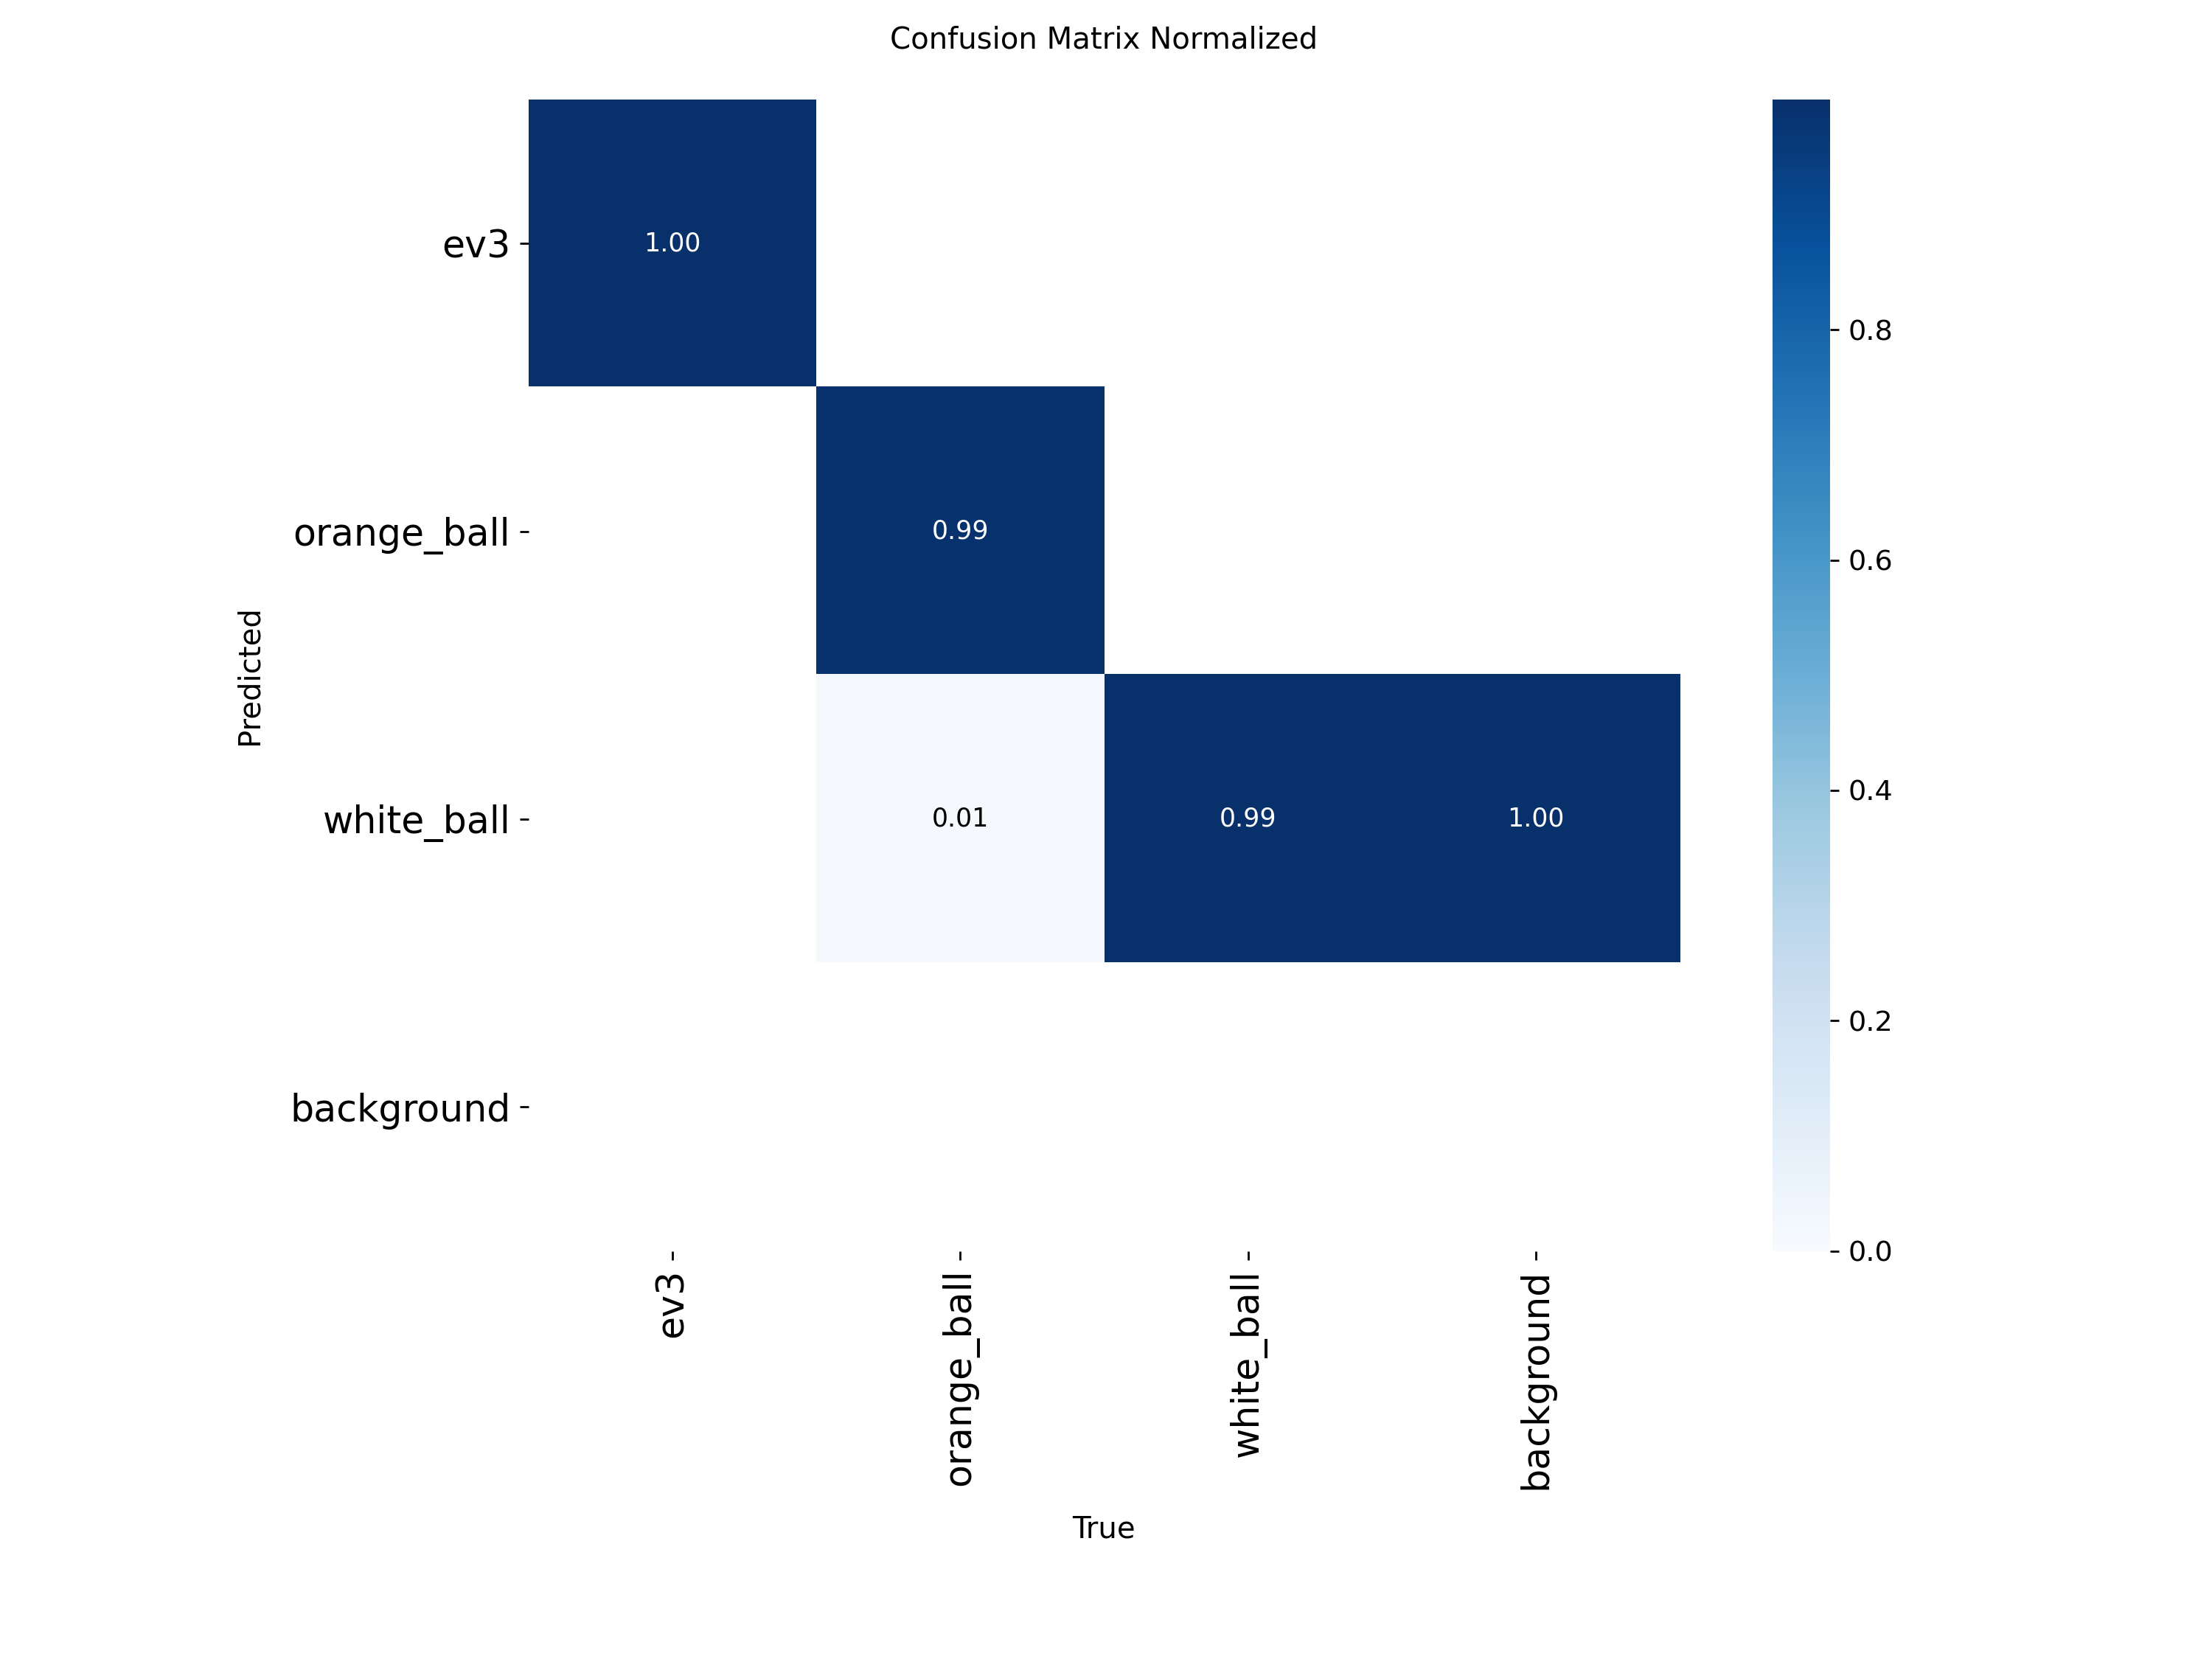 Confusion Matrix Normalized
ev3
1.00
0.8
orange_ball
0.99
0.6
Predicted
white_ball
0.01 0.99 1.00
0.4
0.2
background
0.0
ev3 orange_ball white_ball background
True